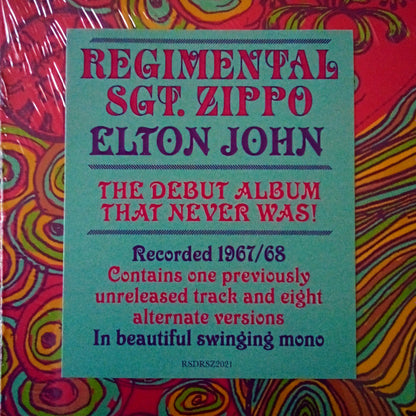 REGIMENTAL
SGT. ZIPPO
ELTON JOHN
THE DEBUT ALBUM
THAT NEVER WAS!
Recorded 1967/68
Contains one previously
unreleased track and eight
alternate versions
In beautiful swinging mono
RSDRSZ2021